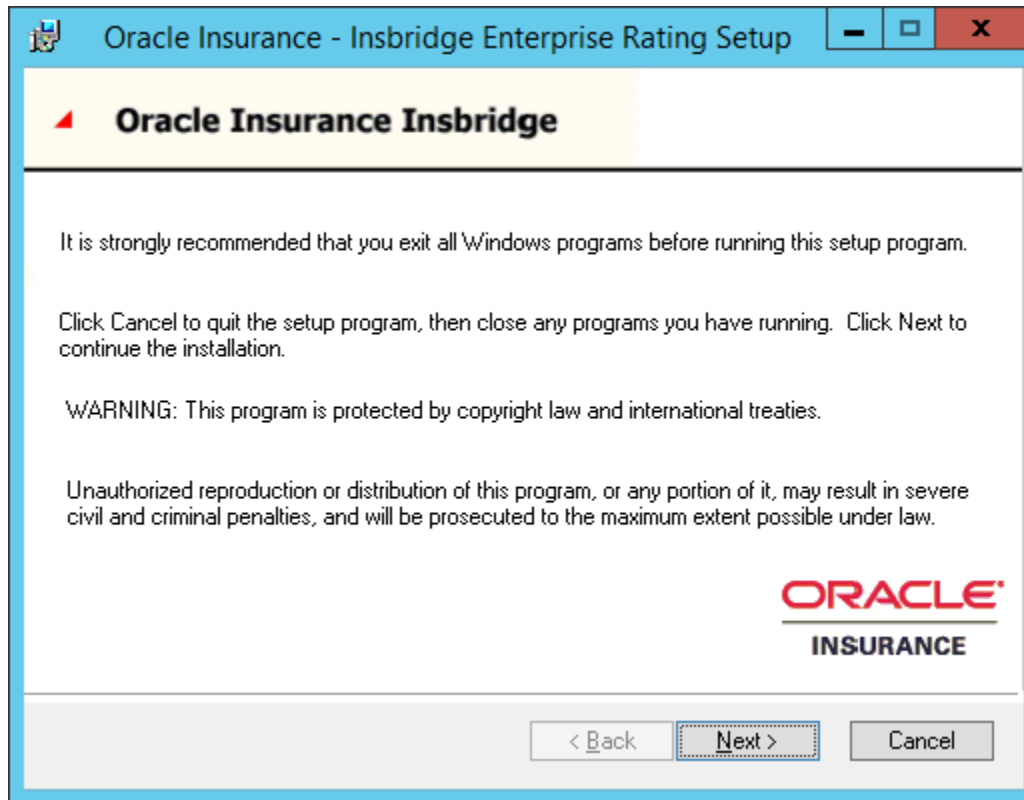 Oracle Insurance - Insbridge Enterprise Rating Setup
Oracle Insurance Insbridge
It is strongly recommended that you exit all Windows programs before running this setup program.
Click Cancel to quit the setup program, then close any programs you have running.  Click Next to
continue the installation.
WARNING: This program is protected by copyright law and international treaties.
Unauthorized reproduction or distribution of this program, or any portion of it, may result in severe
civil and criminal penalties, and will be prosecuted to the maximum extent possible under law.
ORACLE
INSURANCE
< Back
Next >
Cancel